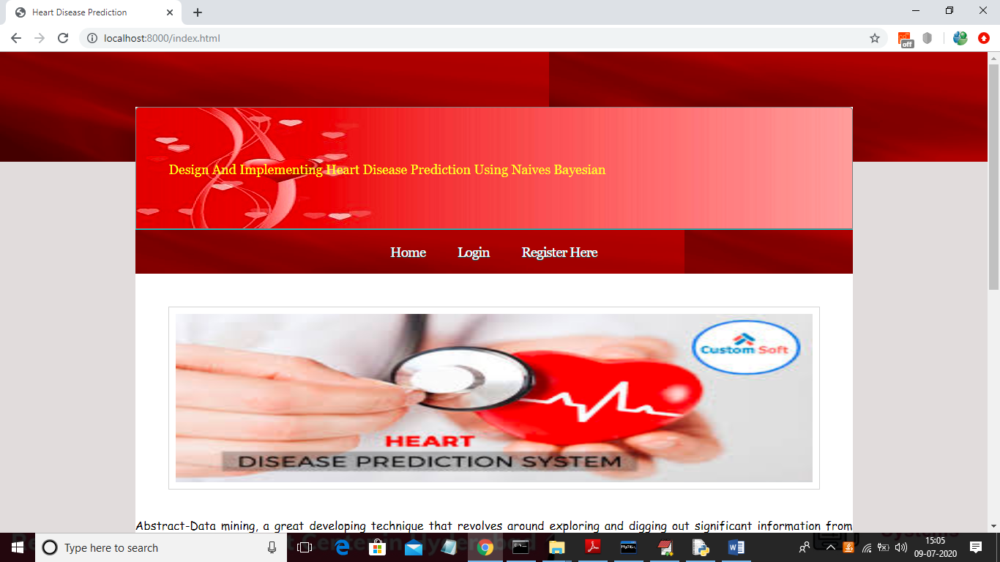 Heart Disease Prediction
localhost:8000/index.html
off
Design And Implementing Heart Disease Prediction Using Naives Bayesian
Home
Login
Register Here
Custom Soft
HEART
DISEASE PREDICTION SYSTEM
Abstract-Data mining, a great developing technique that revolves around exploring and digging out significant information from
Type here to search
15:05
09-07-2020